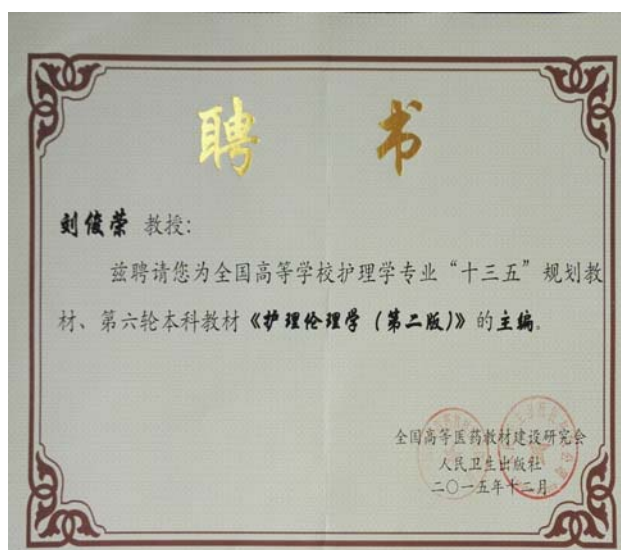 聘书
刘俊荣 教授:
兹聘请您为全国高等学校护理学专业“十三五”规划教
材、第六轮本科教材《护理伦理学(第二版)》的主编。
全国高等医药教材建设研究会
人民卫生出版社
二〇一五年十二月